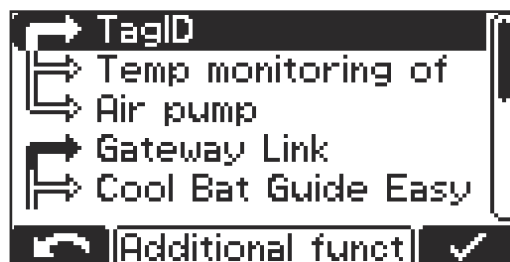 TagID
Temp monitoring of
Air pump
Gateway Link
Cool Bat Guide Easy
Additional funct